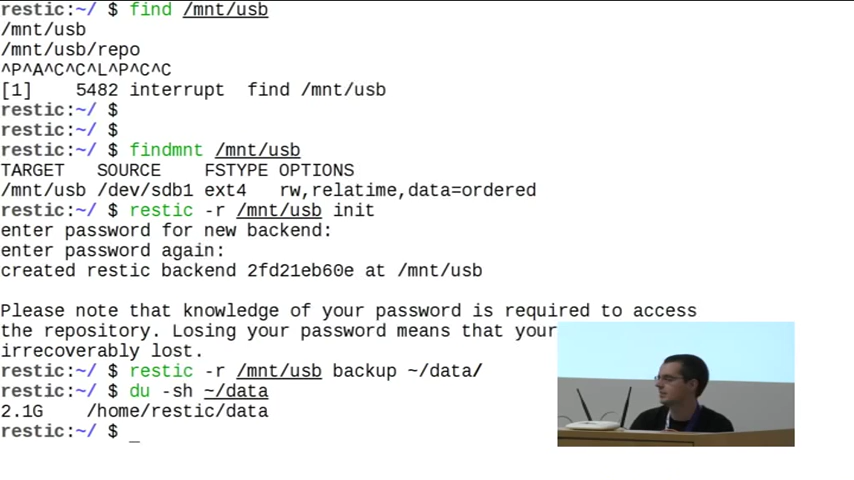 restic:~/ $ find /mnt/usb
/mnt/usb
/mnt/usb/repo
^P^A^C^C^L^P^C^C
[1]    5482 interrupt  find /mnt/usb
restic:~/ $
restic:~/ $
restic:~/ $ findmnt /mnt/usb
TARGET   SOURCE    FSTYPE OPTIONS
/mnt/usb /dev/sdb1 ext4   rw,relatime,data=ordered
restic:~/ $ restic -r /mnt/usb init
enter password for new backend:
enter password again:
created restic backend 2fd21eb60e at /mnt/usb
Please note that knowledge of your password is required to access
the repository. Losing your password means that your
irrecoverably lost.
restic:~/ $ restic -r /mnt/usb backup ~/data/
restic:~/ $ du -sh ~/data
2.1G    /home/restic/data
restic:~/ $ _